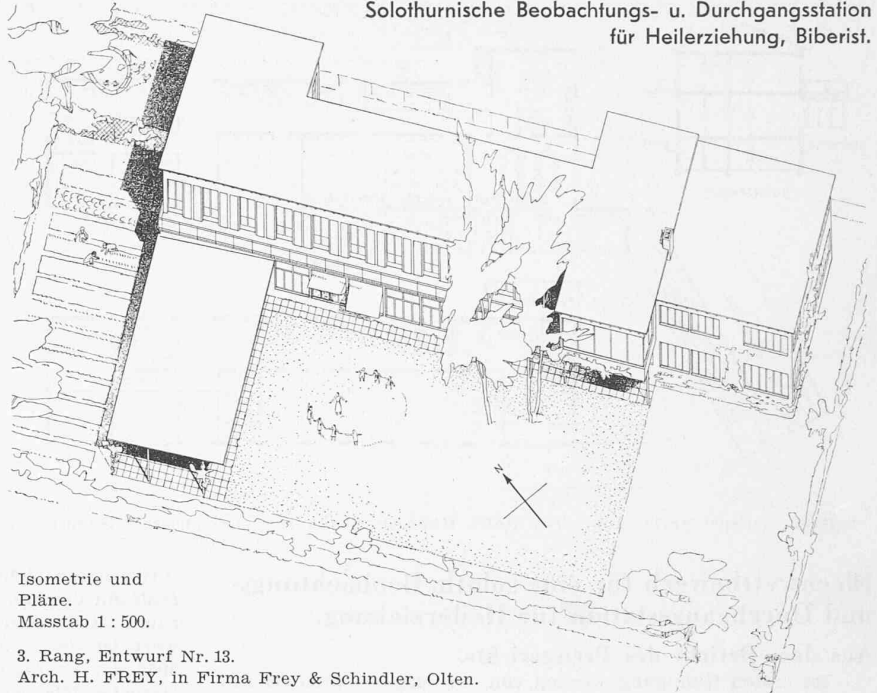 Solothurnische Beobachtungs- u. Durchgangsstation
für Heilerziehung, Biberist.
N
Isometrie und
Pläne.
Masstab 1 : 500.
3. Rang, Entwurf Nr. 13.
Arch. H. FREY, in Firma Frey & Schindler, Olten.